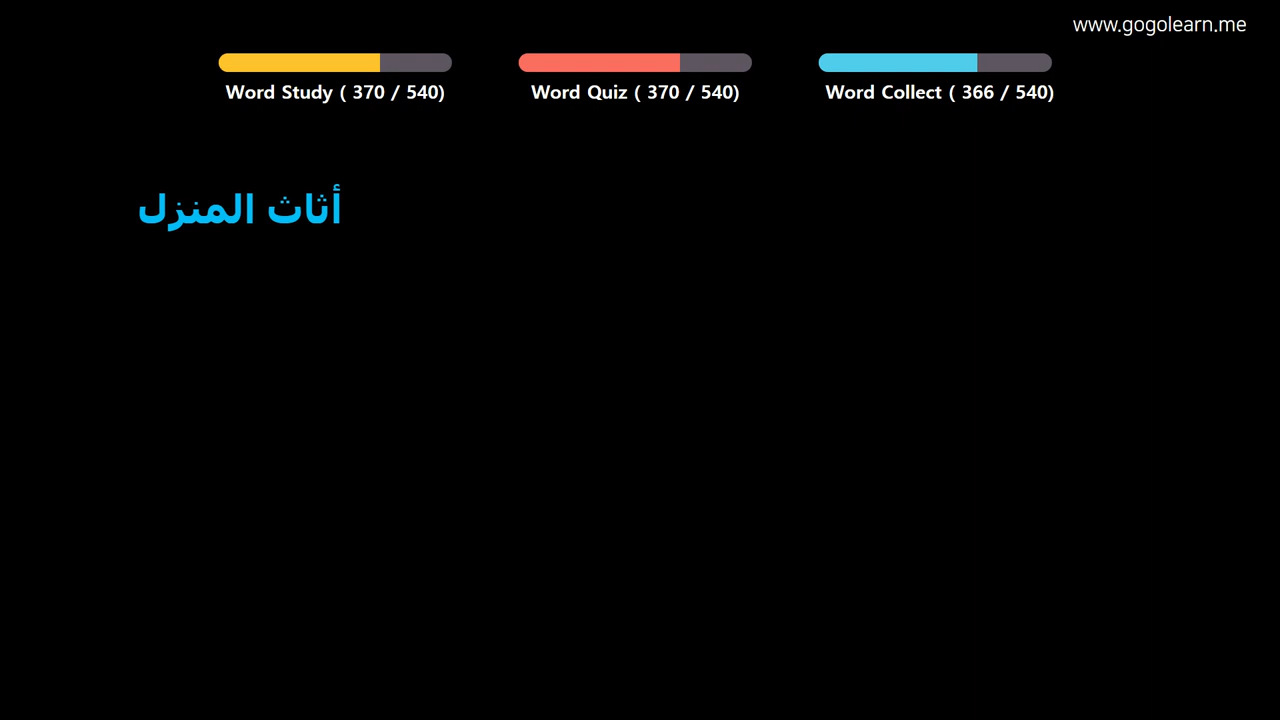 www.gogolearn.me
Word Study ( 370 / 540)
Word Quiz ( 370 / 540)
Word Collect ( 366 / 540)
أثاث المنزل